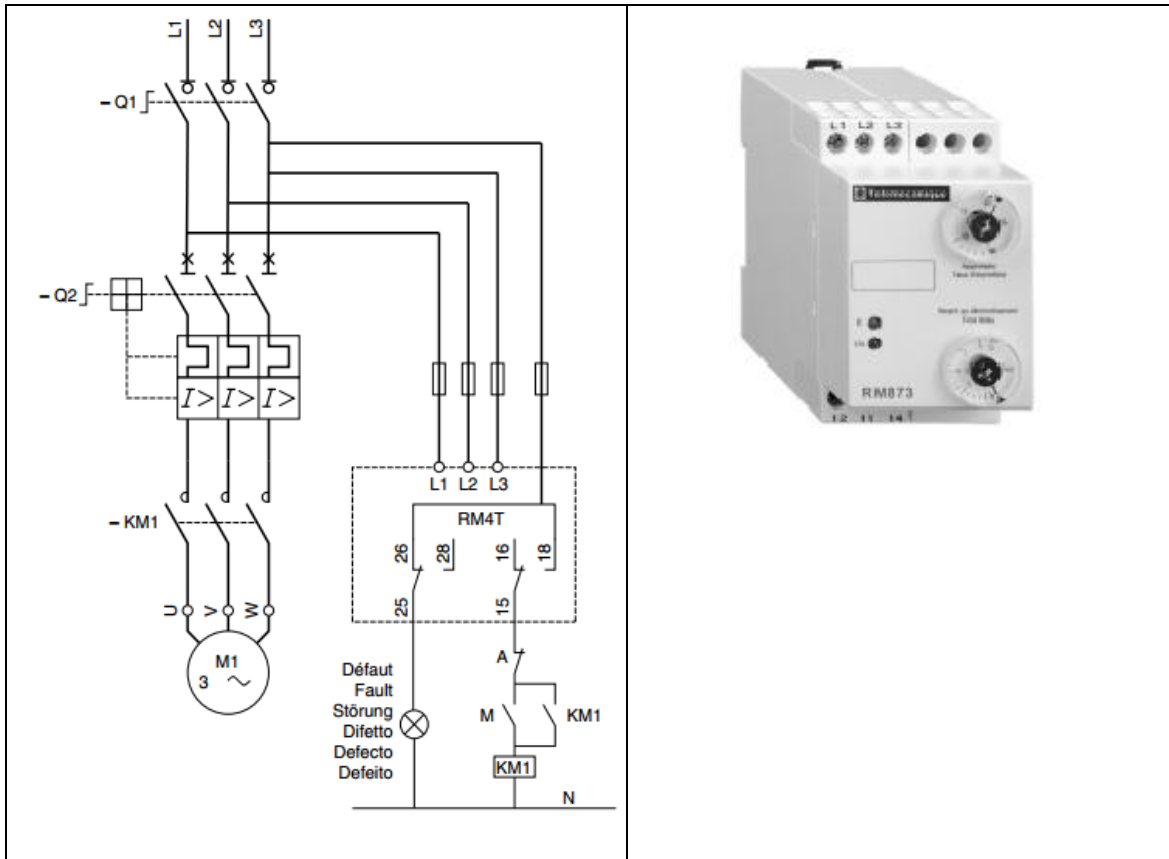 L1 L2 L3
– Q1
– Q2
I> I> I>
L1 L2 L3
RM4T
26 28 16 18
25 15
– KM1
U V W
M1
3 ~
A
Défaut
Fault
Störung
Difetto
Defecto
Defeito
M KM1
KM1
N
L1 L2 L3
Telemecanique
RM873